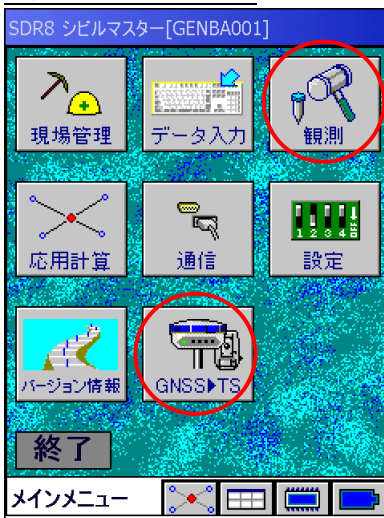 SDR8 シビルマスター[GENBA001]
現場管理
データ入力
観測
応用計算
通信
1 2 3 4 OFF
設定
バージョン情報
GNSS▶TS
終了
メインメニュー